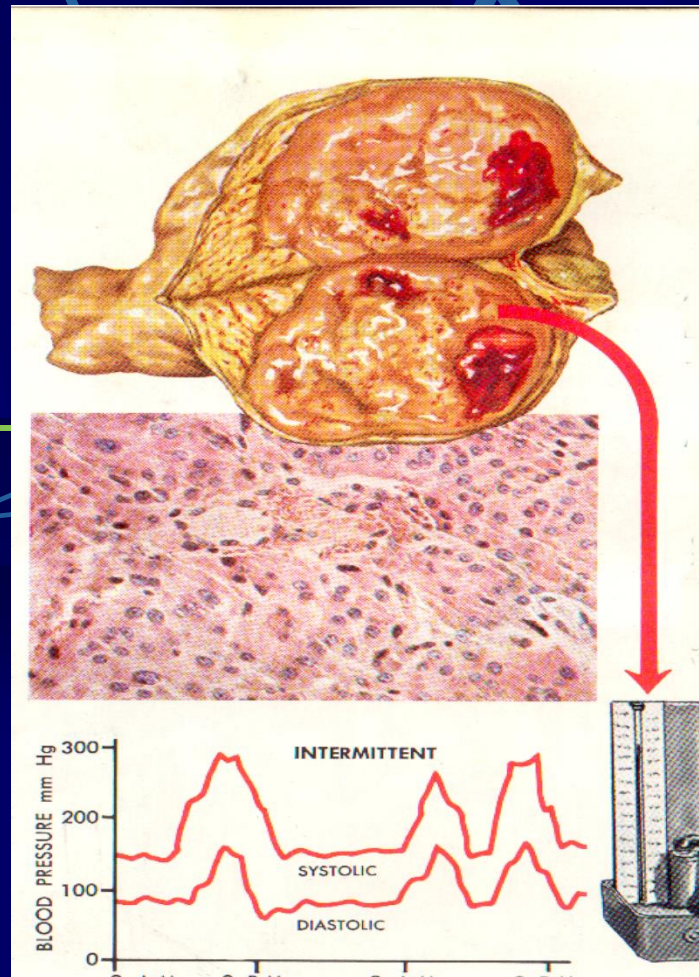 INTERMITTENT
BLOOD PRESSURE mm Hg
300
200
SYSTOLIC
100
DIASTOLIC
0